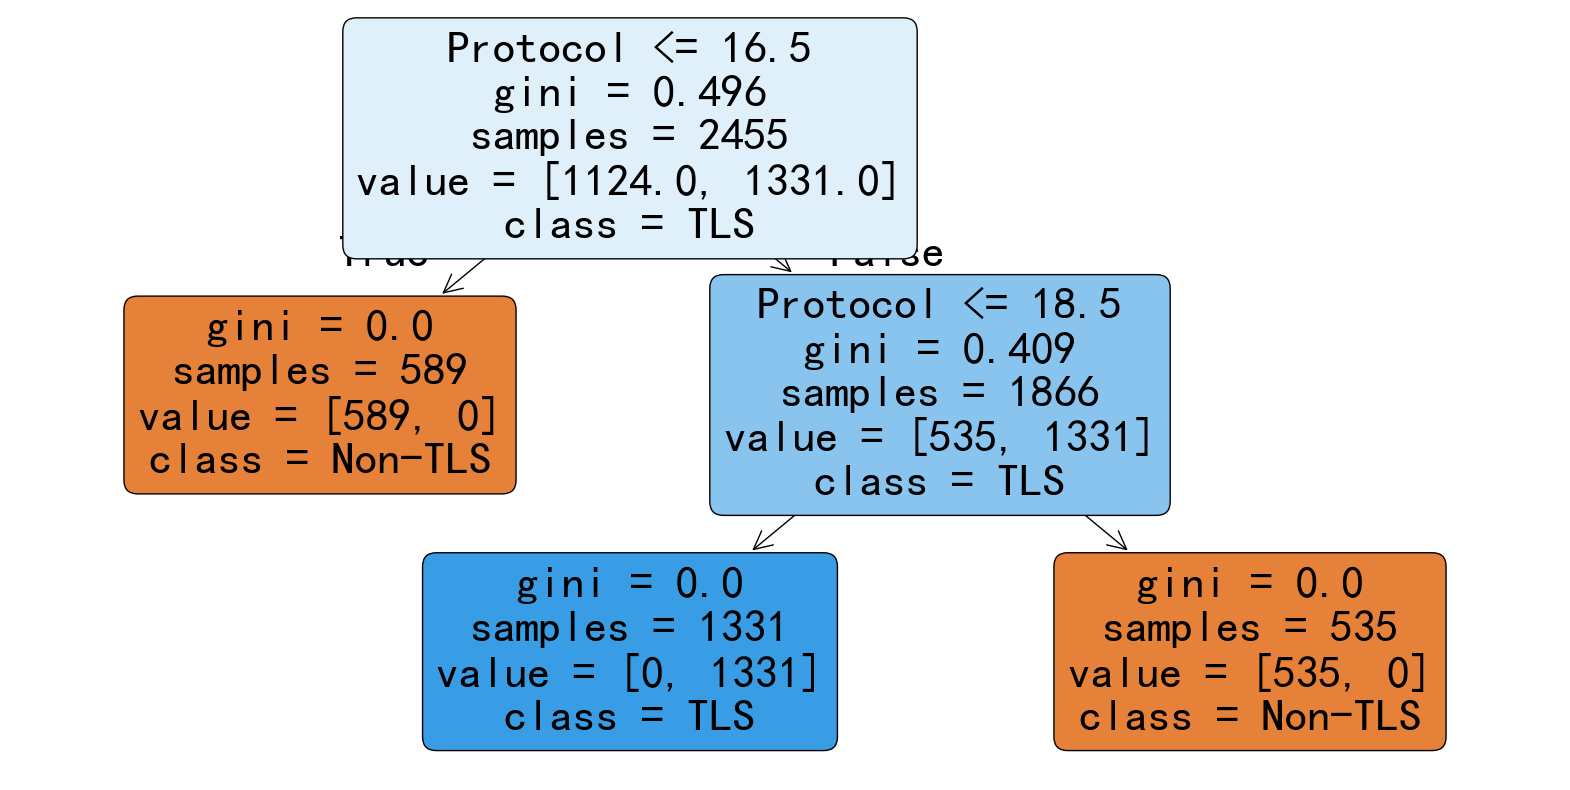 Protocol <= 16.5
gini = 0.496
samples = 2455
value = [1124.0, 1331.0]
class = TLS
True
False
gini = 0.0
samples = 589
value = [589, 0]
class = Non-TLS
Protocol <= 18.5
gini = 0.409
samples = 1866
value = [535, 1331]
class = TLS
gini = 0.0
samples = 1331
value = [0, 1331]
class = TLS
gini = 0.0
samples = 535
value = [535, 0]
class = Non-TLS